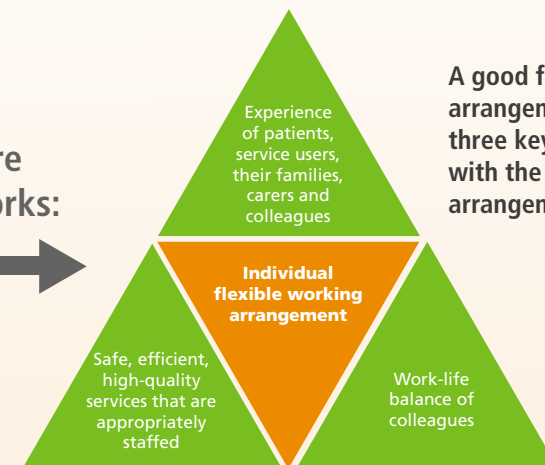 Experience
of patients,
service users,
their families,
carers and
colleagues
A good f
arrangem
three key
with the
arrangem
re
rks:
Individual
flexible working
arrangement
Safe, efficient,
high-quality
services that are
appropriately
staffed
Work-life
balance of
colleagues